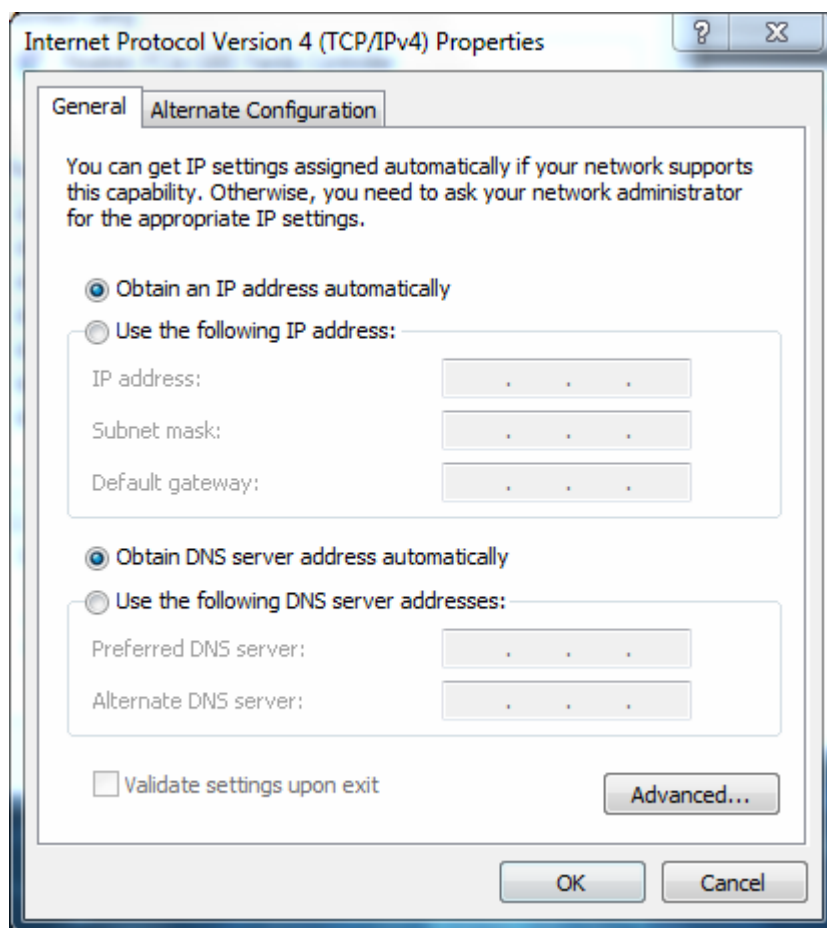 Internet Protocol Version 4 (TCP/IPv4) Properties
General
Alternate Configuration
You can get IP settings assigned automatically if your network supports
this capability. Otherwise, you need to ask your network administrator
for the appropriate IP settings.
Obtain an IP address automatically
Use the following IP address:
IP address:
Subnet mask:
Default gateway:
Obtain DNS server address automatically
Use the following DNS server addresses:
Preferred DNS server:
Alternate DNS server:
Validate settings upon exit
Advanced...
OK
Cancel